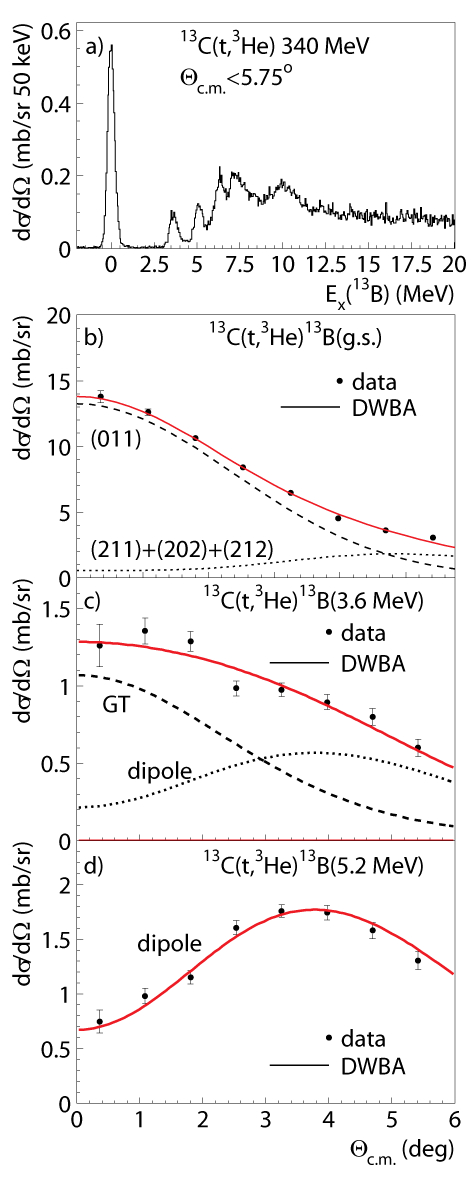 a) ¹³C(t,³He) 340 MeV
Θc.m.<5.75°
dσ/dΩ (mb/sr 50 keV)
0.6
0.4
0.2
0
0 2.5 5 7.5 10 12.5 15 17.5 20
Eₓ(¹³B) (MeV)
b) ¹³C(t,³He)¹³B(g.s.)
data
DWBA
(011)
(211)+(202)+(212)
dσ/dΩ (mb/sr)
20
15
10
5
0
c) ¹³C(t,³He)¹³B(3.6 MeV)
data
DWBA
GT
dipole
dσ/dΩ (mb/sr)
1.5
1
0.5
0
d) ¹³C(t,³He)¹³B(5.2 MeV)
dipole
data
DWBA
dσ/dΩ (mb/sr)
2
1.5
1
0.5
0
0 1 2 3 4 5 6
Θc.m. (deg)